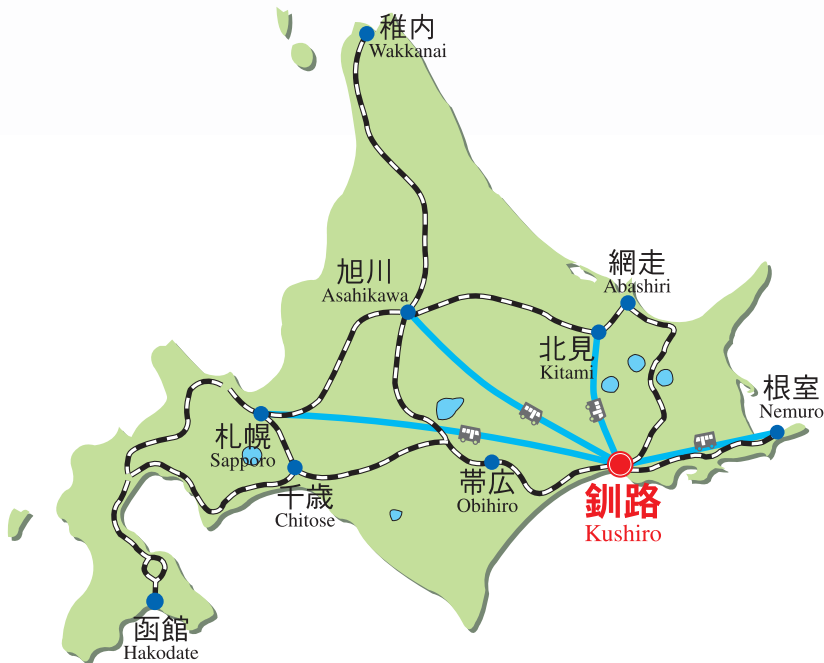 稚内
Wakkanai
旭川
Asahikawa
網走
Abashiri
北見
Kitami
根室
Nemuro
札幌
Sapporo
千歳
Chitose
帯広
Obihiro
釧路
Kushiro
函館
Hakodate